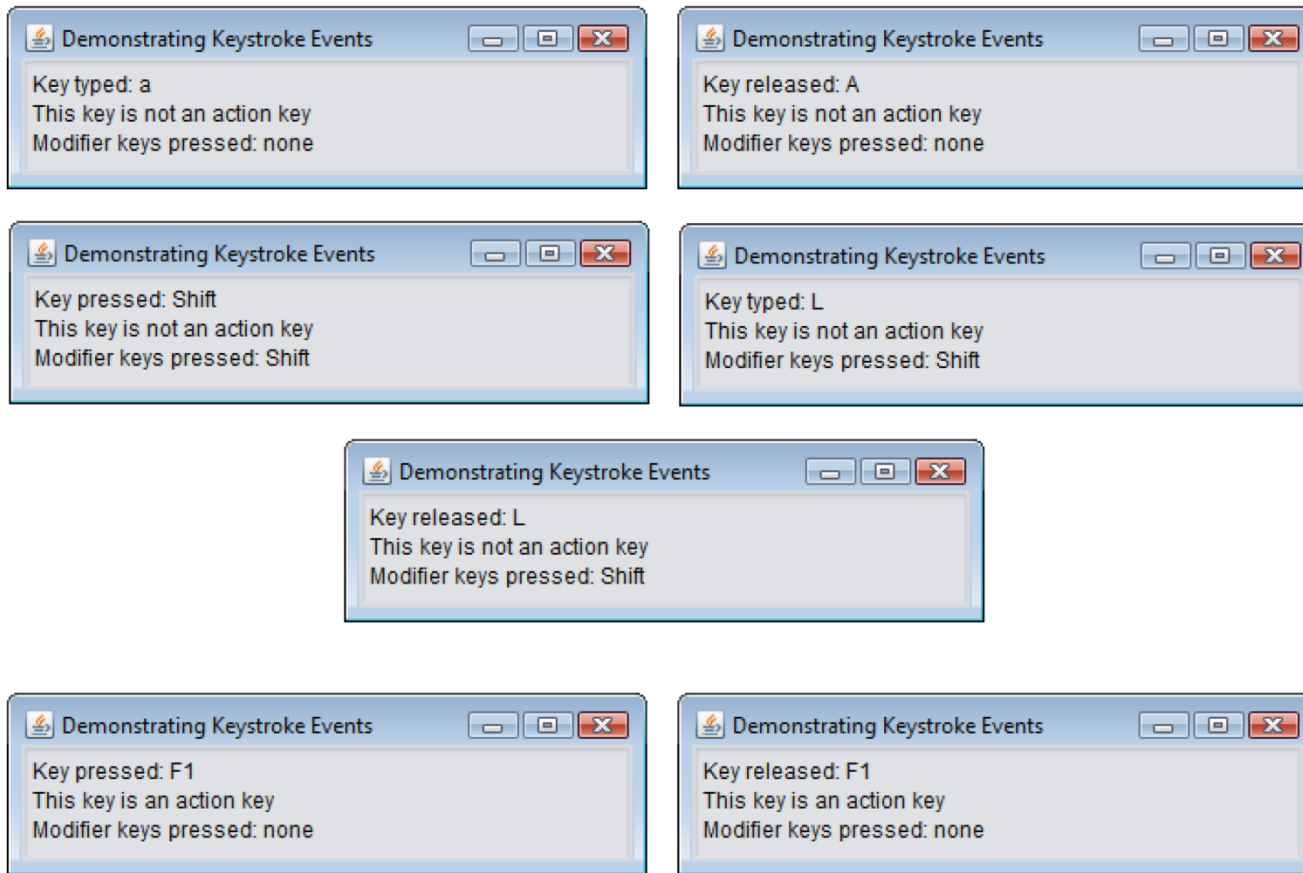 Demonstrating Keystroke Events
Key typed: a
This key is not an action key
Modifier keys pressed: none
Demonstrating Keystroke Events
Key released: A
This key is not an action key
Modifier keys pressed: none
Demonstrating Keystroke Events
Key pressed: Shift
This key is not an action key
Modifier keys pressed: Shift
Demonstrating Keystroke Events
Key typed: L
This key is not an action key
Modifier keys pressed: Shift
Demonstrating Keystroke Events
Key released: L
This key is not an action key
Modifier keys pressed: Shift
Demonstrating Keystroke Events
Key pressed: F1
This key is an action key
Modifier keys pressed: none
Demonstrating Keystroke Events
Key released: F1
This key is an action key
Modifier keys pressed: none